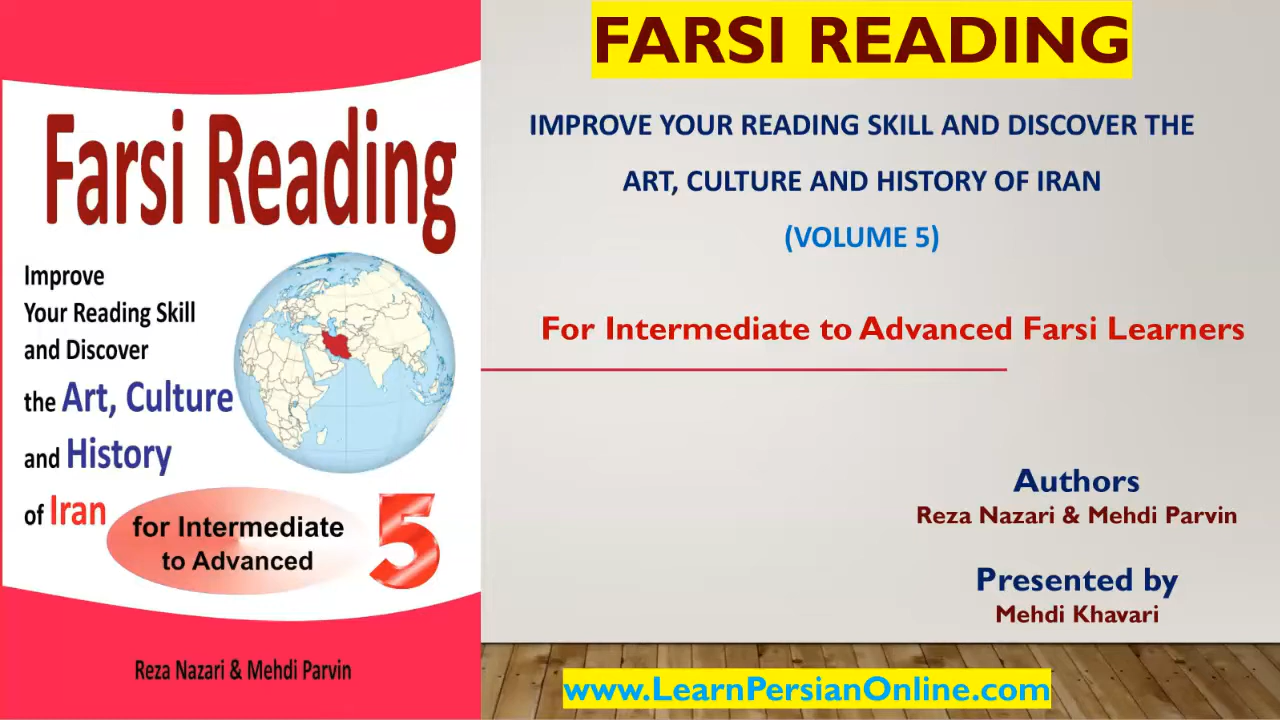 Farsi Reading
Improve
Your Reading Skill
and Discover
the Art, Culture
and History
of Iran
for Intermediate
to Advanced
5
Reza Nazari & Mehdi Parvin
FARSI READING
IMPROVE YOUR READING SKILL AND DISCOVER THE
ART, CULTURE AND HISTORY OF IRAN
(VOLUME 5)
For Intermediate to Advanced Farsi Learners
Authors
Reza Nazari & Mehdi Parvin
Presented by
Mehdi Khavari
www.LearnPersianOnline.com